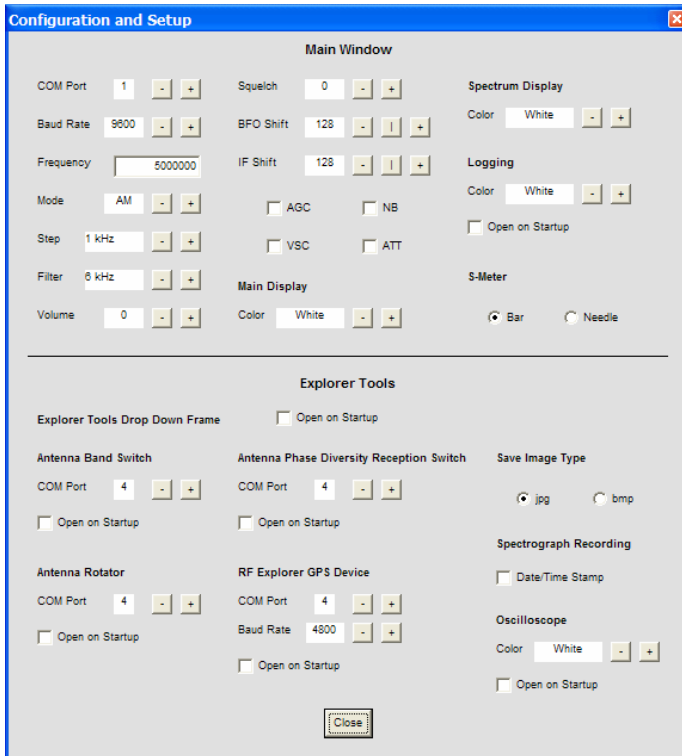 Configuration and Setup
Main Window
COM Port 1 - + Squelch 0 - + Spectrum Display
Baud Rate 9600 - + BFO Shift 128 - | + Color White - +
Frequency 5000000 IF Shift 128 - | + Logging
Mode AM - + AGC NB Color White - +
Step 1 kHz - + VSC ATT Open on Startup
Filter 6 kHz - + Main Display S-Meter
Volume 0 - + Color White - + Bar Needle
Explorer Tools
Explorer Tools Drop Down Frame Open on Startup
Antenna Band Switch Antenna Phase Diversity Reception Switch Save Image Type
COM Port 4 - + COM Port 4 - + jpg bmp
Open on Startup Open on Startup
Spectrograph Recording
Antenna Rotator RF Explorer GPS Device Date/Time Stamp
COM Port 4 - + COM Port 4 - + Oscilloscope
Open on Startup Baud Rate 4800 - + Color White - +
Open on Startup Open on Startup
Close